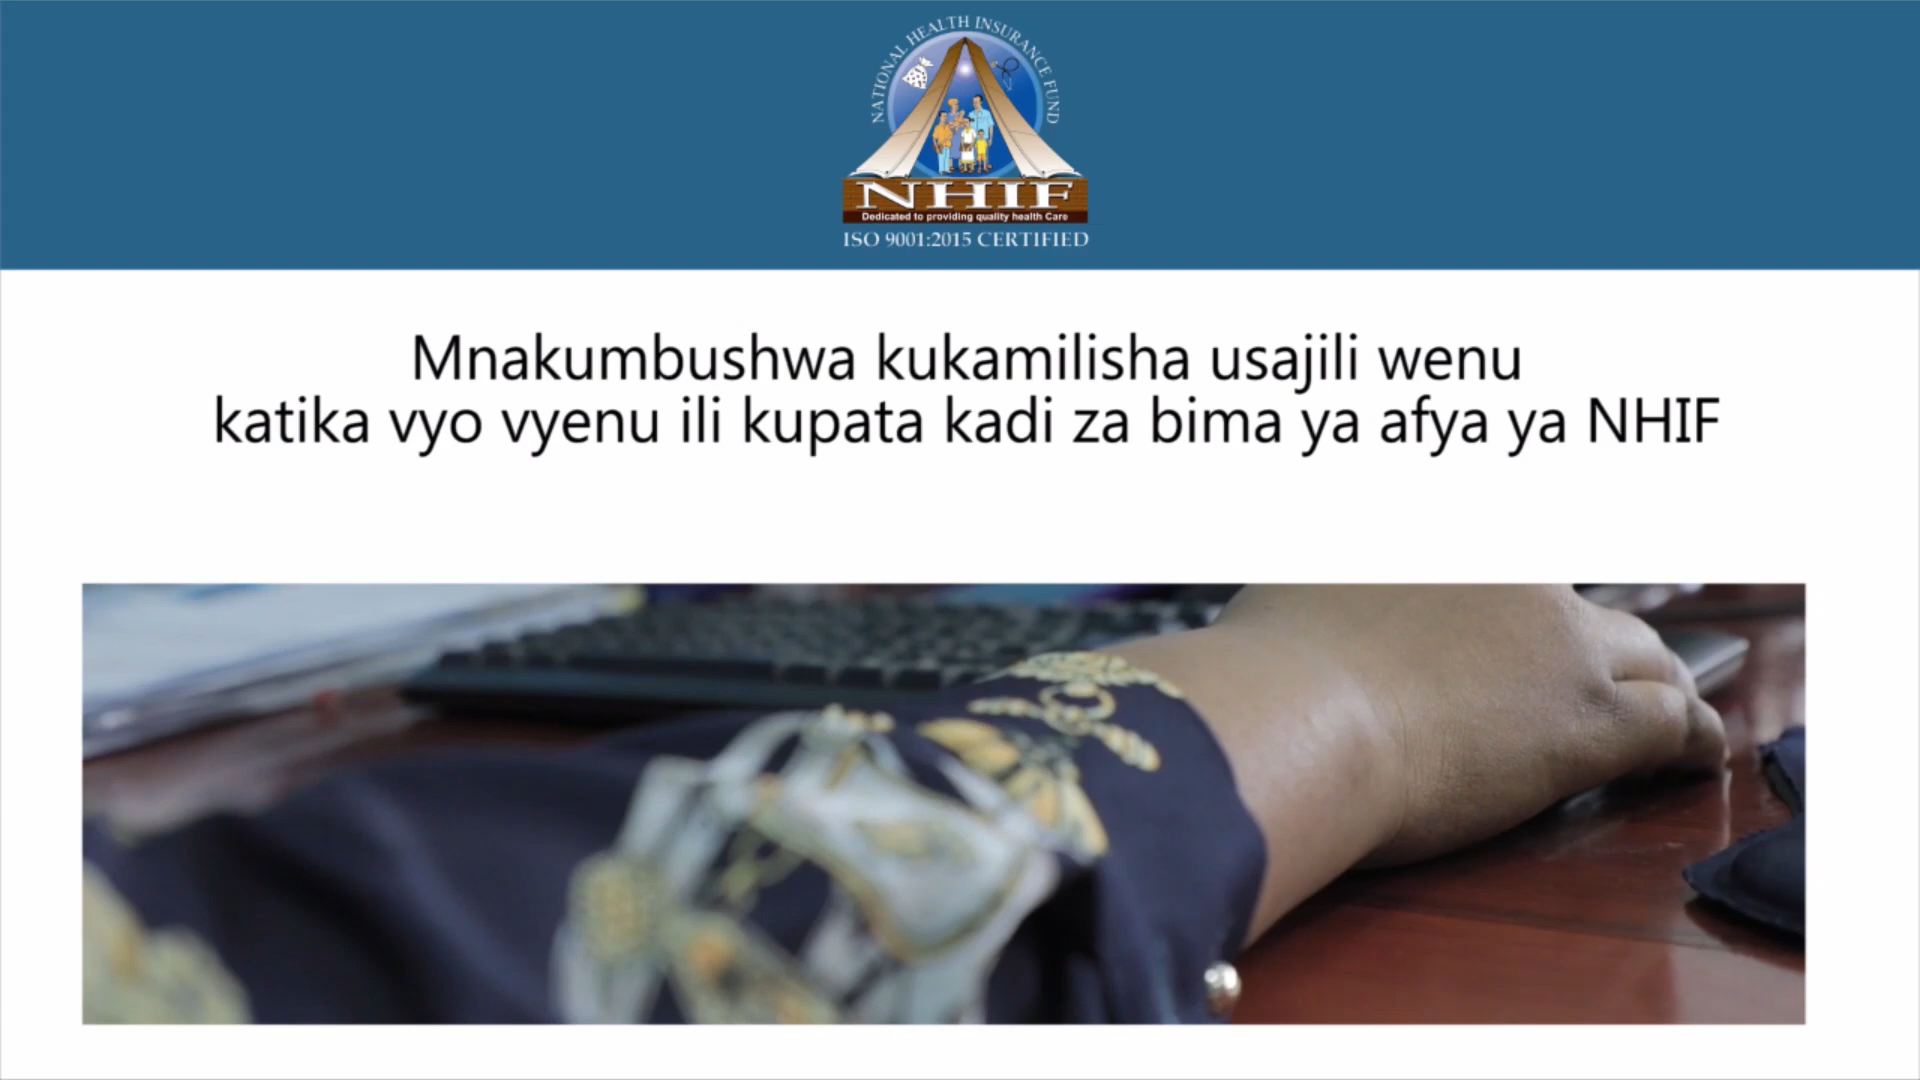 NATIONAL HEALTH INSURANCE FUND
NHIF
Dedicated to providing quality health Care
ISO 9001:2015 CERTIFIED
Mnakumbushwa kukamilisha usajili wenu
katika vyo vyenu ili kupata kadi za bima ya afya ya NHIF